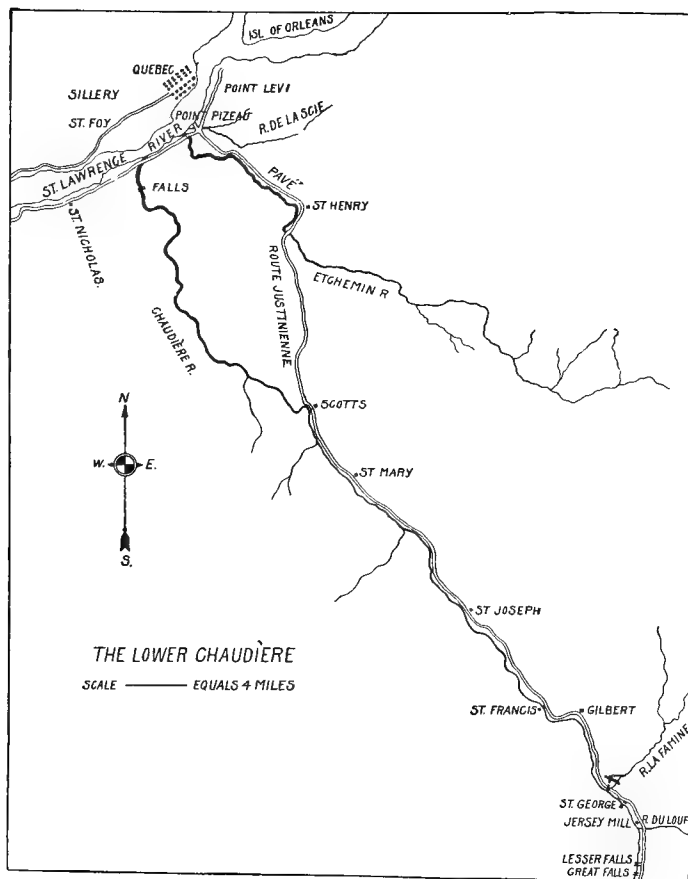 ISL OF ORLEANS
QUEBEC
POINT LEVI
SILLERY
POINT PIZEAU
R. DE LA SCIE
ST. FOY
ST. LAWRENCE RIVER
PAVÉ
FALLS
ST HENRY
ST. NICHOLAS.
ROUTE JUSTINIENNE
ETCHEMIN R
CHAUDIÈRE R.
N
SCOTTS
W. E.
ST MARY
S.
ST JOSEPH
THE LOWER CHAUDIÈRE
SCALE ——— EQUALS 4 MILES
ST. FRANCIS
GILBERT
R. LA FAMINE
ST. GEORGE
JERSEY MILL
R DU LOUP
LESSER FALLS
GREAT FALLS